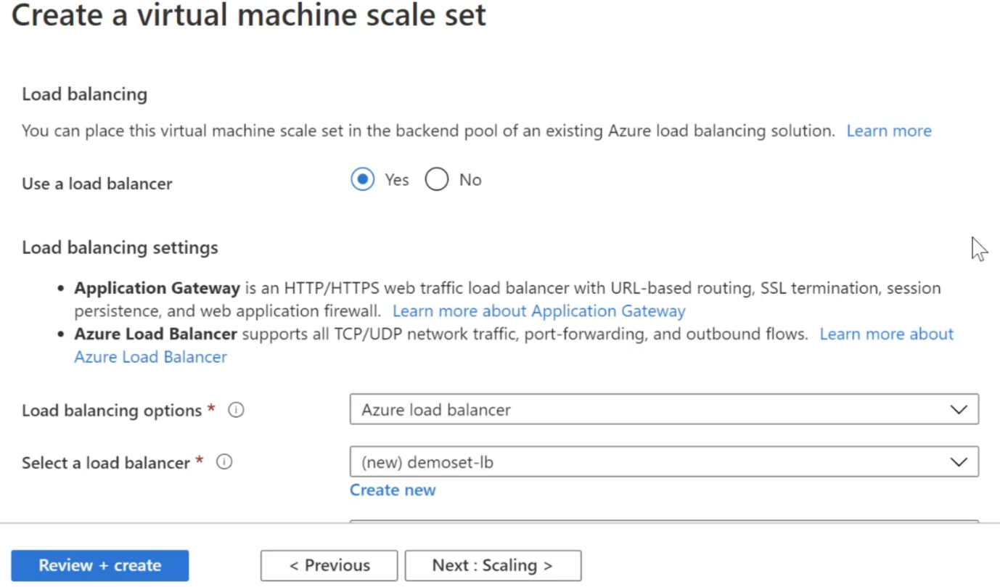 Create a virtual machine scale set
Load balancing
You can place this virtual machine scale set in the backend pool of an existing Azure load balancing solution. Learn more
Use a load balancer Yes No
Load balancing settings
• Application Gateway is an HTTP/HTTPS web traffic load balancer with URL-based routing, SSL termination, session
persistence, and web application firewall. Learn more about Application Gateway
• Azure Load Balancer supports all TCP/UDP network traffic, port-forwarding, and outbound flows. Learn more about
Azure Load Balancer
Load balancing options * Azure load balancer
Select a load balancer * (new) demoset-lb
Create new
Review + create < Previous Next : Scaling >